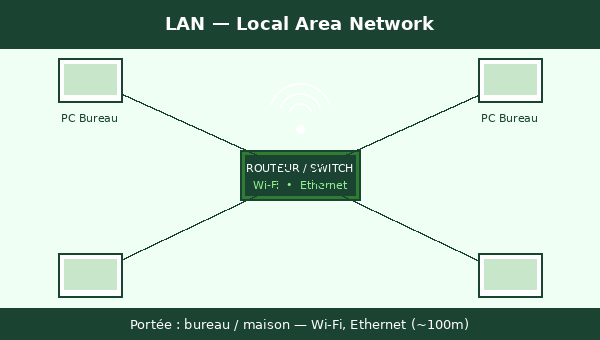 LAN — Local Area Network
PC Bureau
PC Bureau
ROUTEUR / SWITCH
Wi-Fi • Ethernet
Portée : bureau / maison — Wi-Fi, Ethernet (~100m)